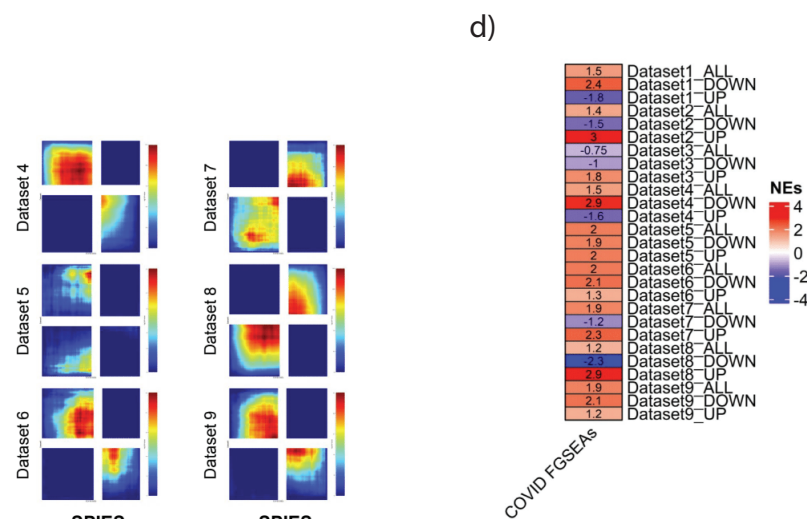 d)
Dataset 4
Dataset 7
Dataset 5
Dataset 8
Dataset 6
Dataset 9
1.5 Dataset1_ALL
2.4 Dataset1_DOWN
-1.8 Dataset1_UP
1.4 Dataset2_ALL
-1.5 Dataset2_DOWN
3 Dataset2_UP
-0.75 Dataset3_ALL
-1 Dataset3_DOWN
1.8 Dataset3_UP
1.5 Dataset4_ALL
2.9 Dataset4_DOWN
-1.6 Dataset4_UP
2 Dataset5_ALL
1.9 Dataset5_DOWN
2 Dataset5_UP
2 Dataset6_ALL
2.1 Dataset6_DOWN
1.3 Dataset6_UP
1.9 Dataset7_ALL
-1.2 Dataset7_DOWN
2.3 Dataset7_UP
1.2 Dataset8_ALL
-2.3 Dataset8_DOWN
2.9 Dataset8_UP
1.9 Dataset9_ALL
2.1 Dataset9_DOWN
1.2 Dataset9_UP
COVID FGSEAs
NEs
4
2
0
-2
-4